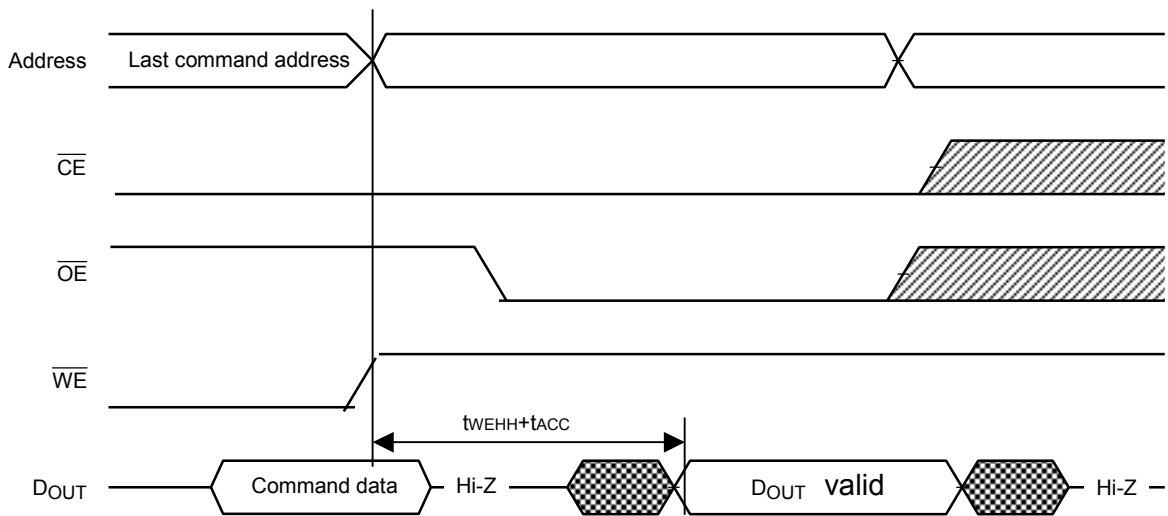 Address
Last command address
CE
OE
WE
tWEHH+tACC
DOUT
Command data
Hi-Z
DOUT valid
Hi-Z